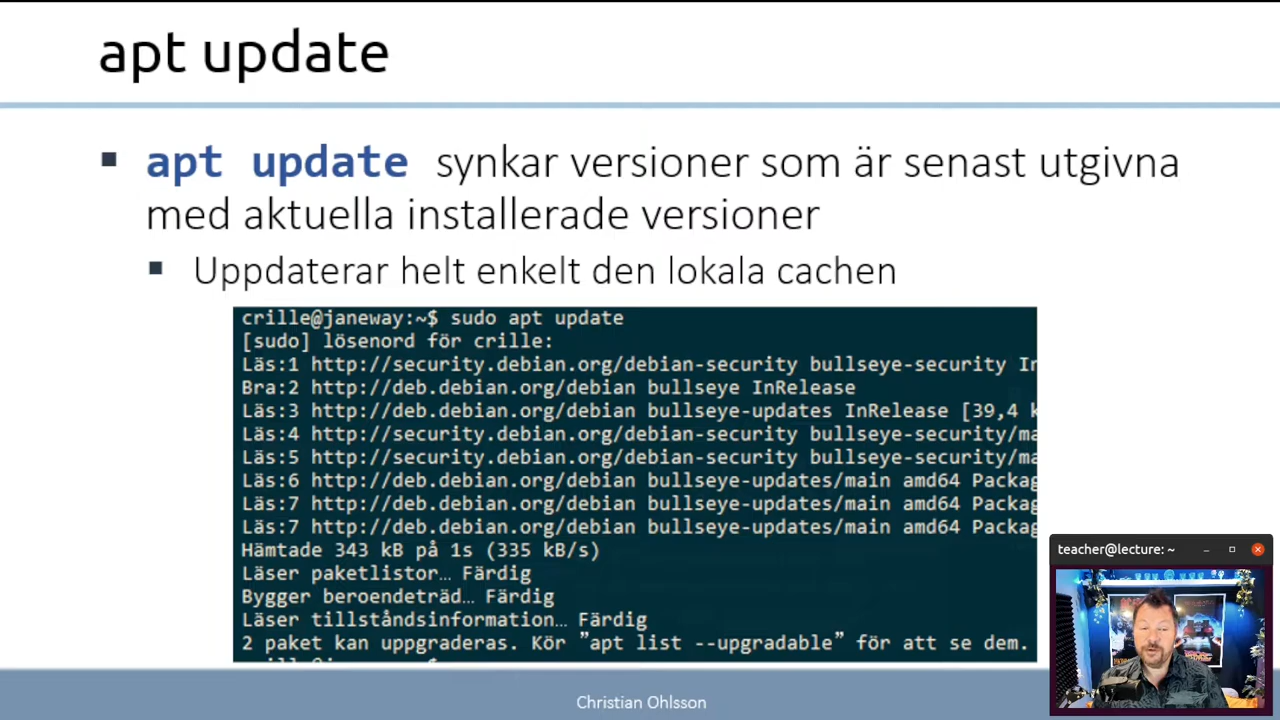 apt update
apt update synkar versioner som är senast utgivna
med aktuella installerade versioner
Uppdaterar helt enkelt den lokala cachen
crille@janeway:~$ sudo apt update
[sudo] lösenord för crille:
Läs:1 http://security.debian.org/debian-security bullseye-security In
Bra:2 http://deb.debian.org/debian bullseye InRelease
Läs:3 http://deb.debian.org/debian bullseye-updates InRelease [39,4 k
Läs:4 http://security.debian.org/debian-security bullseye-security/ma
Läs:5 http://security.debian.org/debian-security bullseye-security/ma
Läs:6 http://deb.debian.org/debian bullseye-updates/main amd64 Packag
Läs:7 http://deb.debian.org/debian bullseye-updates/main amd64 Packag
Läs:7 http://deb.debian.org/debian bullseye-updates/main amd64 Packag
Hämtade 343 kB på 1s (335 kB/s)
Läser paketlistor… Färdig
Bygger beroendeträd… Färdig
Läser tillståndsinformation… Färdig
2 paket kan uppgraderas. Kör ”apt list --upgradable” för att se dem.
teacher@lecture: ~
Christian Ohlsson